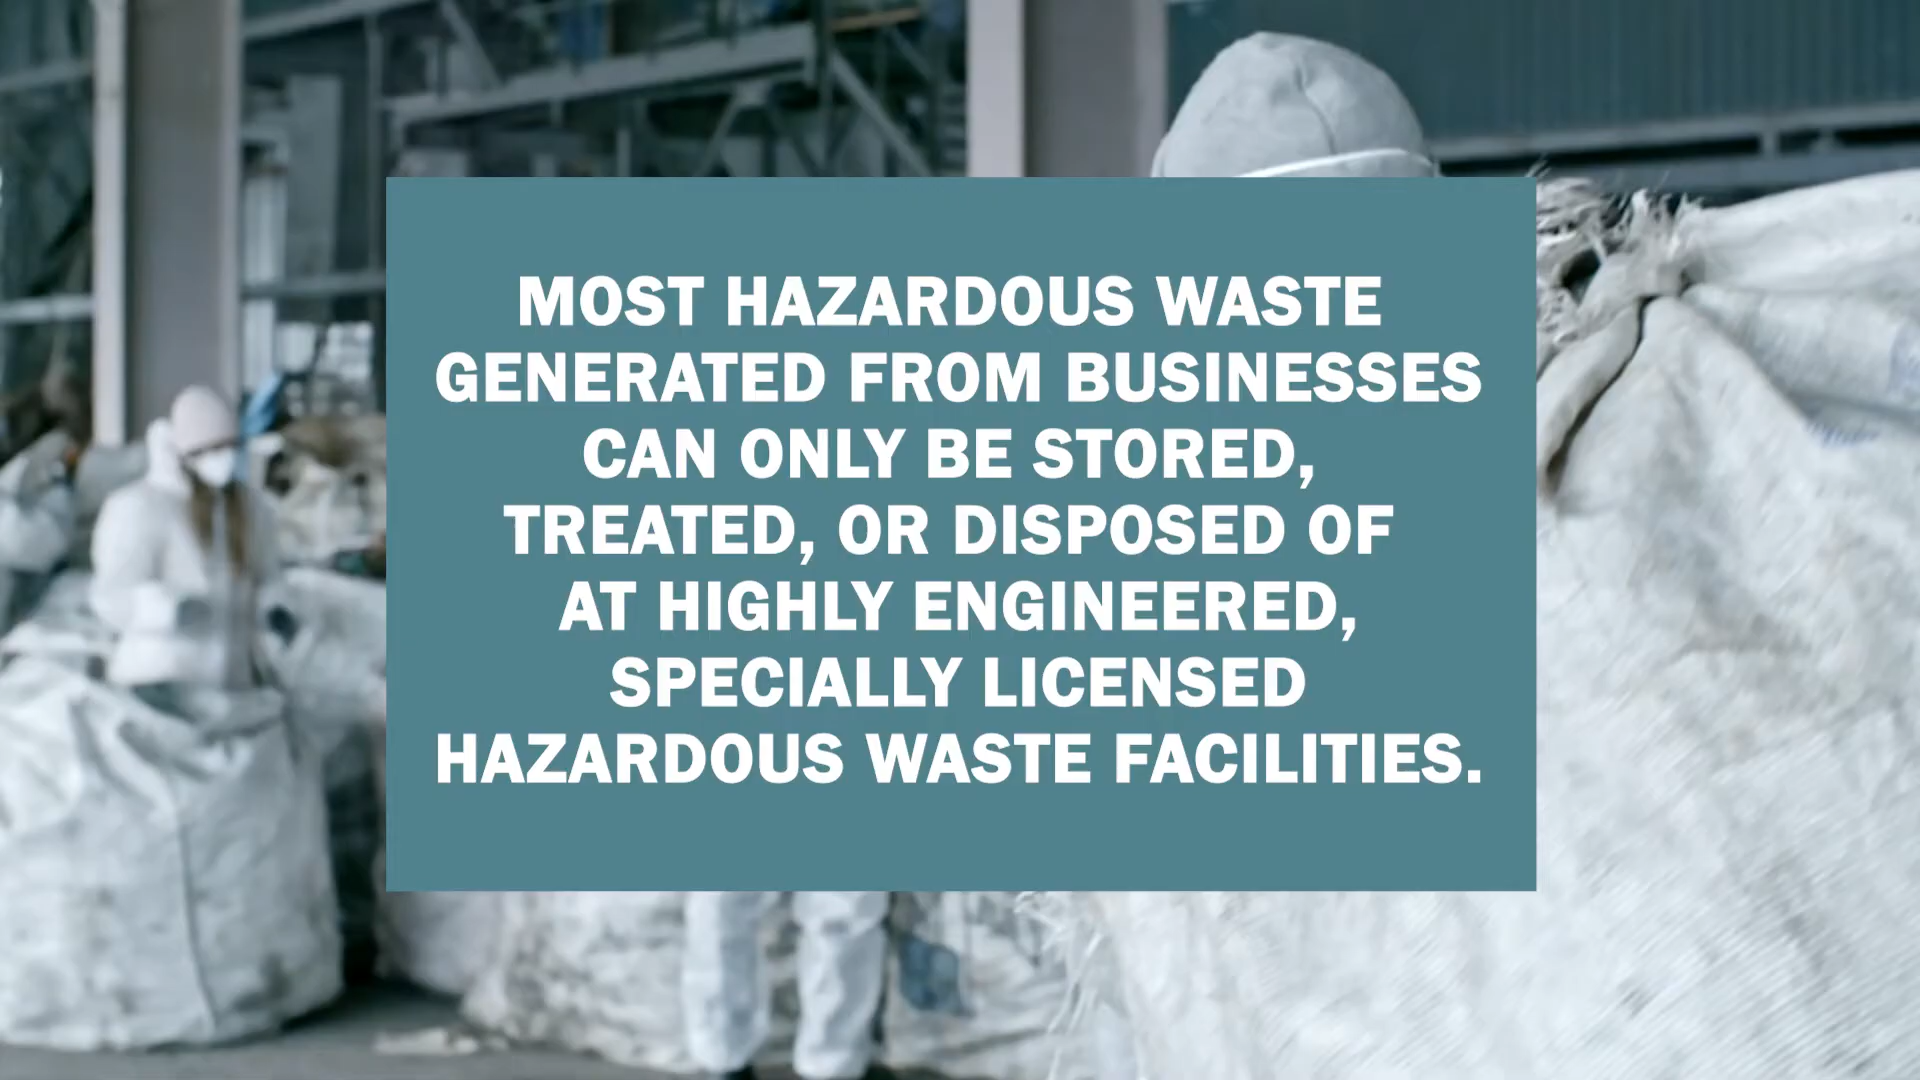 MOST HAZARDOUS WASTE
GENERATED FROM BUSINESSES
CAN ONLY BE STORED,
TREATED, OR DISPOSED OF
AT HIGHLY ENGINEERED,
SPECIALLY LICENSED
HAZARDOUS WASTE FACILITIES.